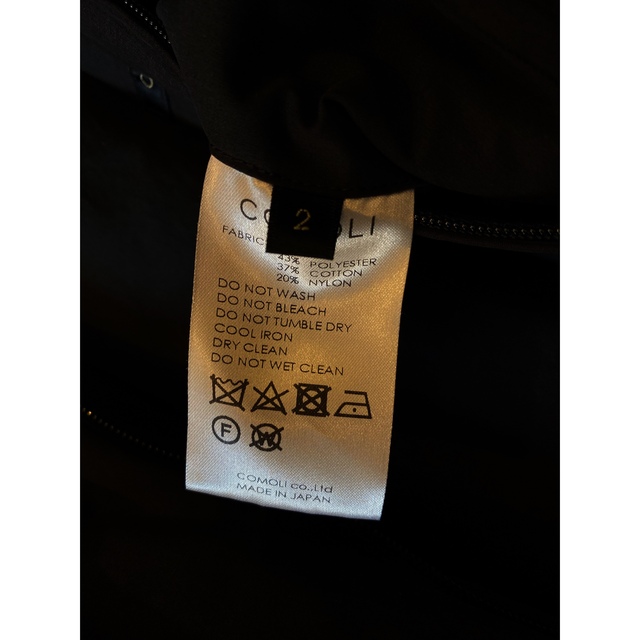 2
FABRIC
43% POLYESTER
37% COTTON
20% NYLON
DO NOT WASH
DO NOT BLEACH
DO NOT TUMBLE DRY
COOL IRON
DRY CLEAN
DO NOT WET CLEAN
F W
COMOLI co.,Ltd
MADE IN JAPAN